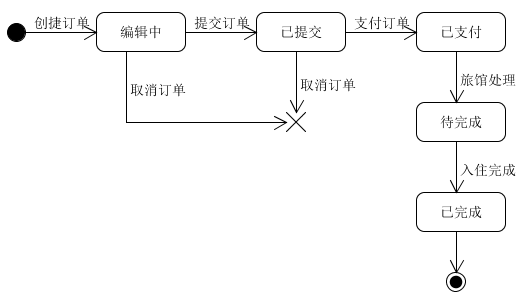 创捷订单
编辑中
提交订单
已提交
支付订单
已支付
取消订单
取消订单
旅馆处理
待完成
入住完成
已完成